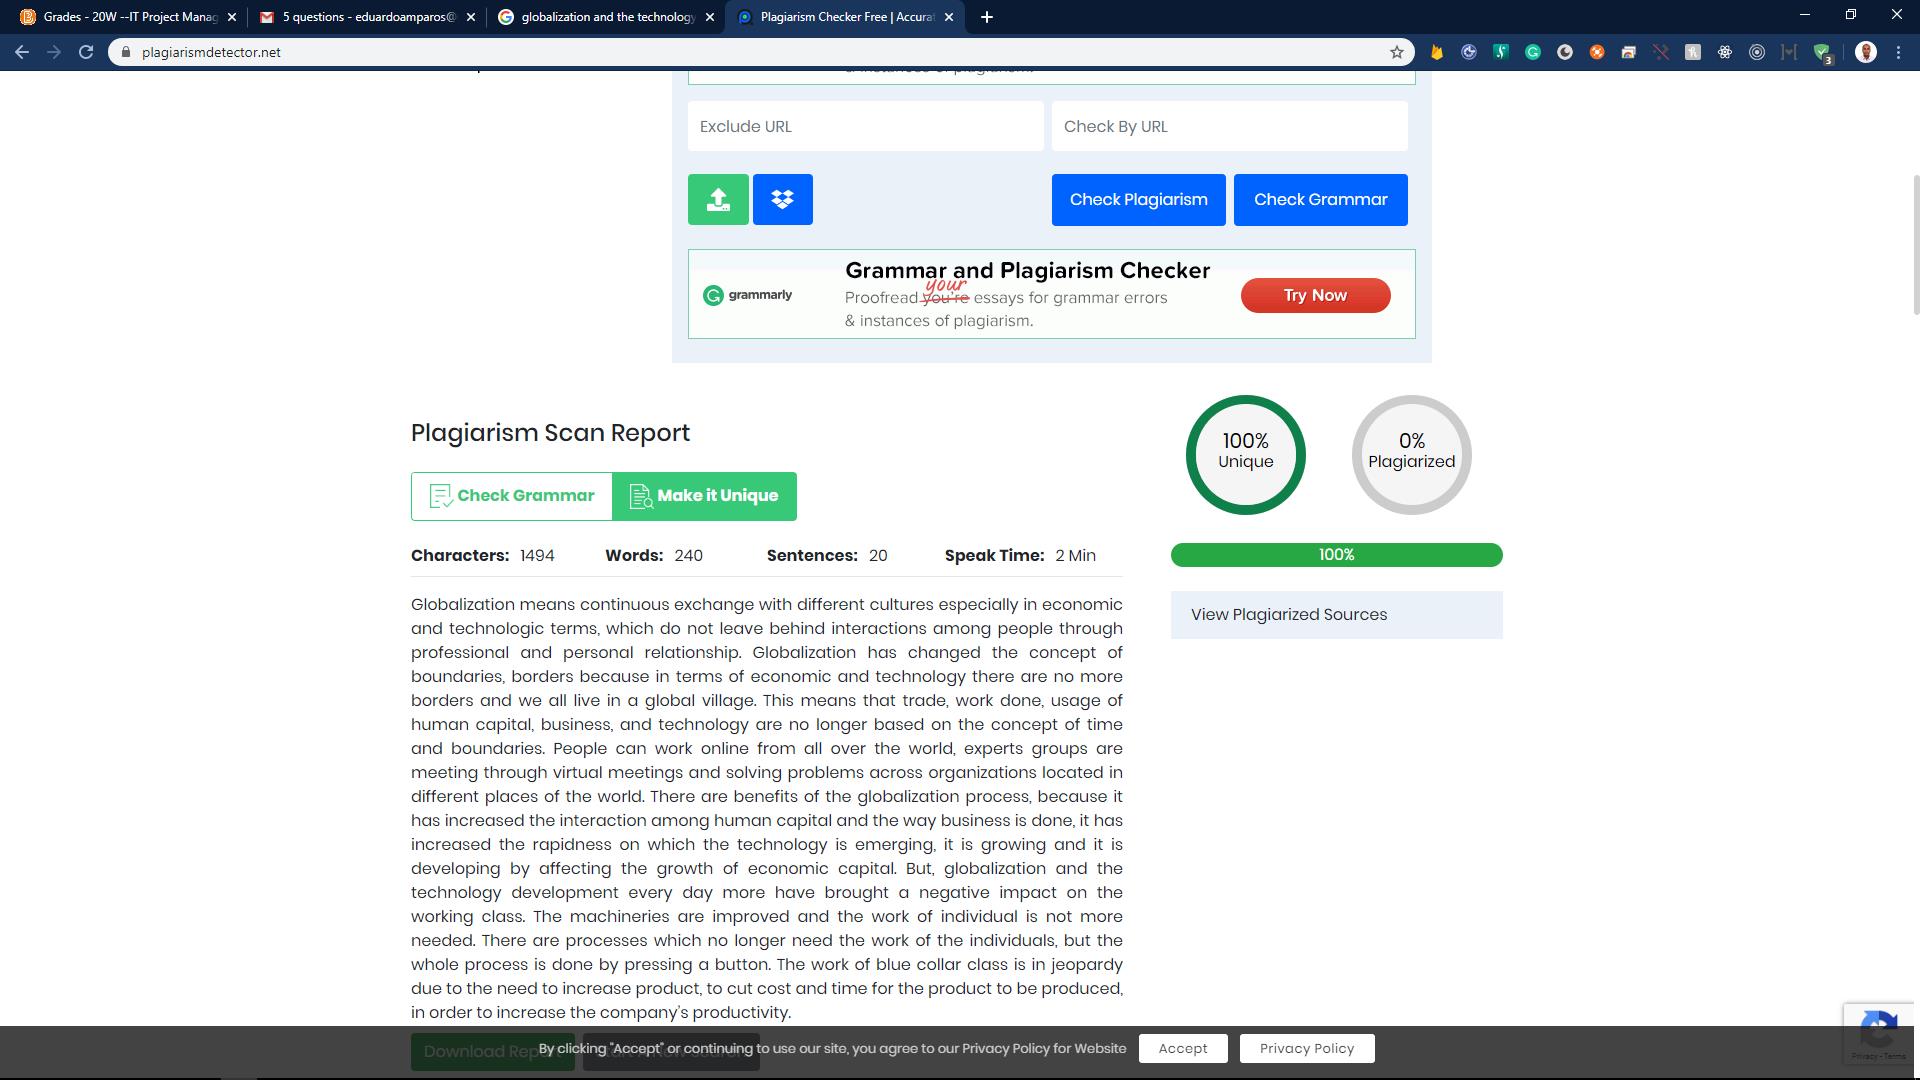 Grades - 20W --IT Project Manag
5 questions - eduardoamparos@
globalization and the technology
Plagiarism Checker Free | Accurat
plagiarismdetector.net
3
Exclude URL
Check By URL
Check Plagiarism
Check Grammar
grammarly
Grammar and Plagiarism Checker
your
Proofread you're essays for grammar errors
& instances of plagiarism.
Try Now
Plagiarism Scan Report
100%
Unique
0%
Plagiarized
Check Grammar
Make it Unique
Characters: 1494 Words: 240 Sentences: 20 Speak Time: 2 Min
100%
View Plagiarized Sources
Globalization means continuous exchange with different cultures especially in economic
and technologic terms, which do not leave behind interactions among people through
professional and personal relationship. Globalization has changed the concept of
boundaries, borders because in terms of economic and technology there are no more
borders and we all live in a global village. This means that trade, work done, usage of
human capital, business, and technology are no longer based on the concept of time
and boundaries. People can work online from all over the world, experts groups are
meeting through virtual meetings and solving problems across organizations located in
different places of the world. There are benefits of the globalization process, because it
has increased the interaction among human capital and the way business is done, it has
increased the rapidness on which the technology is emerging, it is growing and it is
developing by affecting the growth of economic capital. But, globalization and the
technology development every day more have brought a negative impact on the
working class. The machineries are improved and the work of individual is not more
needed. There are processes which no longer need the work of the individuals, but the
whole process is done by pressing a button. The work of blue collar class is in jeopardy
due to the need to increase product, to cut cost and time for the product to be produced,
in order to increase the company's productivity.
Download Rep
By clicking "Accept" or continuing to use our site, you agree to our Privacy Policy for Website
Accept
Privacy Policy
Privacy - Terms